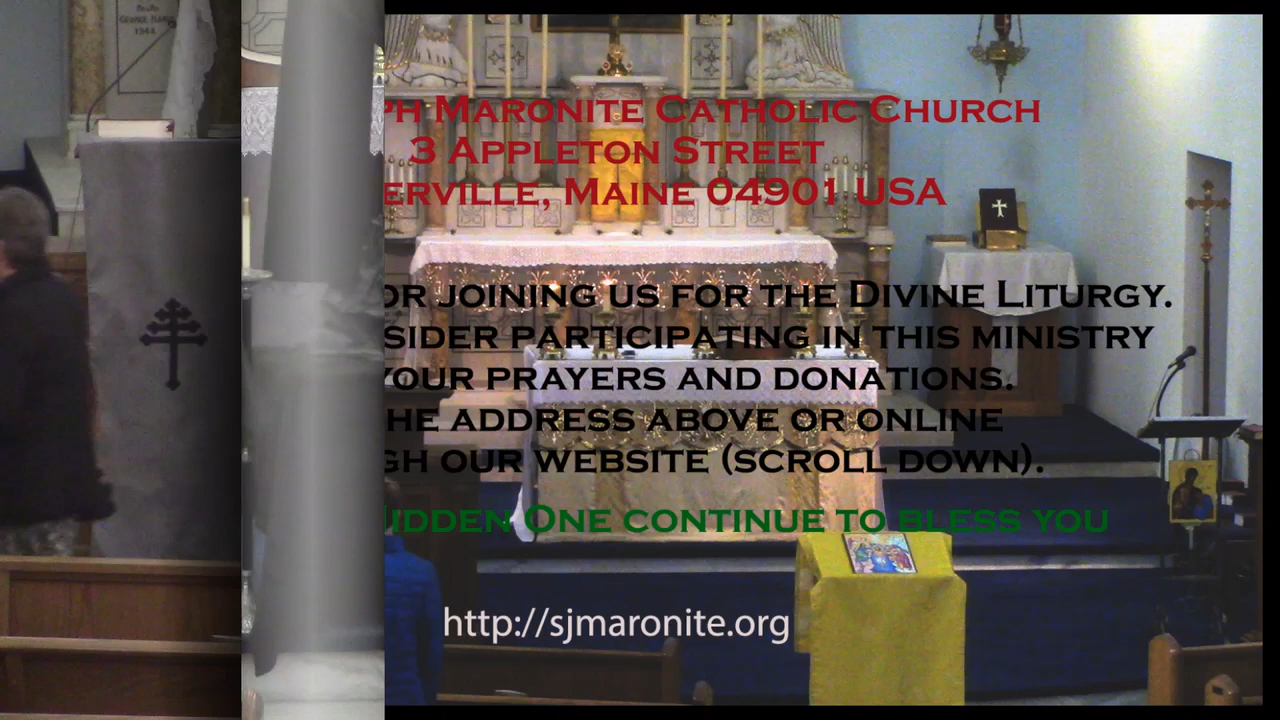 GEORGE
1944
PH MARONITE CATHOLIC CHURCH
3 APPLETON STREET
ERVILLE, MAINE 04901 USA
OR JOINING US FOR THE DIVINE LITURGY.
SIDER PARTICIPATING IN THIS MINISTRY
YOUR PRAYERS AND DONATIONS.
HE ADDRESS ABOVE OR ONLINE
GH OUR WEBSITE (SCROLL DOWN).
IDDEN ONE CONTINUE TO BLESS YOU
http://sjmaronite.org